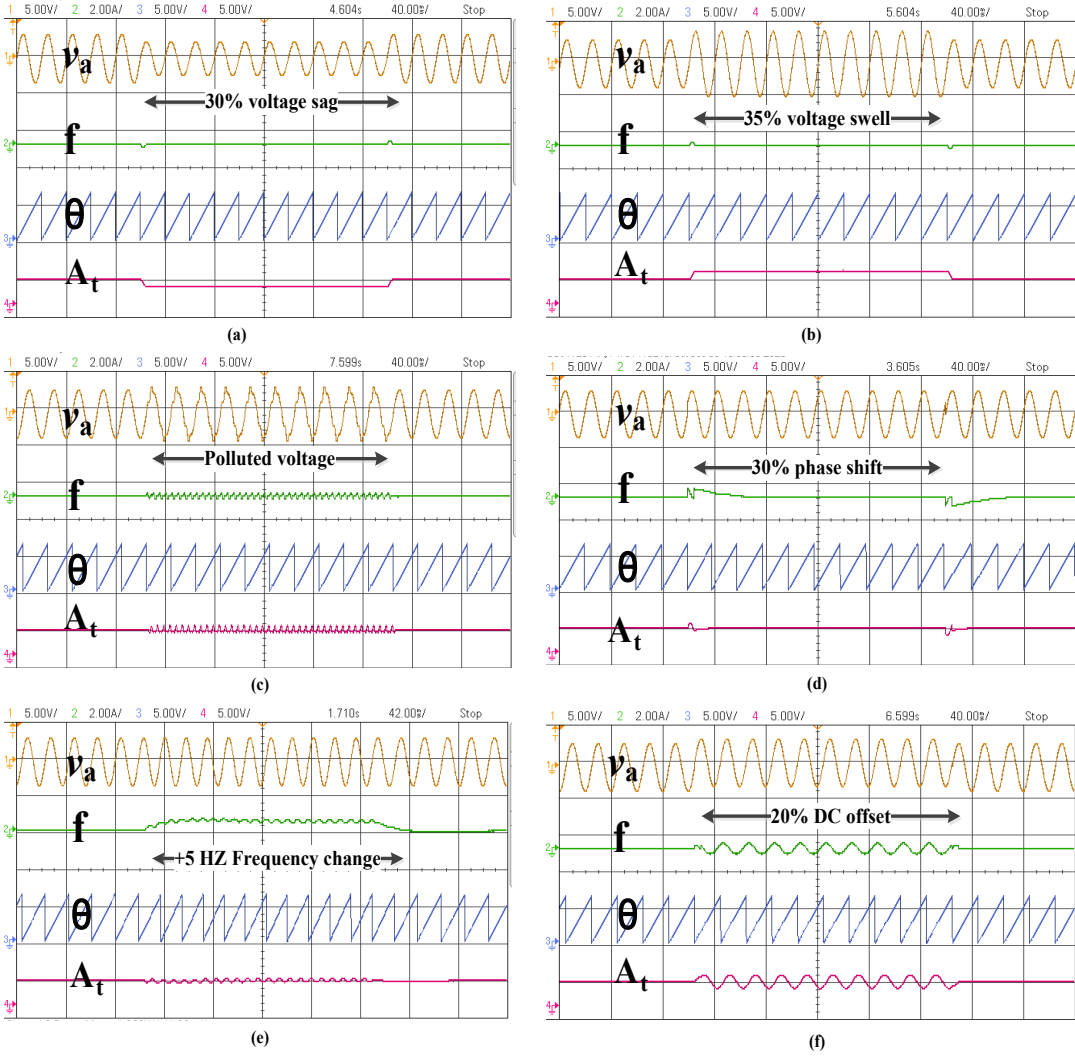 1 5.00V/ 2 2.00A/ 3 5.00V/ 4 5.00V/ 4.604s 40.00ms/ Stop
va
30% voltage sag
f
θ
At
(a)
1 5.00V/ 2 2.00A/ 3 5.00V/ 4 5.00V/ 5.604s 40.00ms/ Stop
va
35% voltage swell
f
θ
At
(b)
1 5.00V/ 2 2.00A/ 3 5.00V/ 4 5.00V/ 7.599s 40.00ms/ Stop
va
Polluted voltage
f
θ
At
(c)
1 5.00V/ 2 2.00A/ 3 5.00V/ 4 5.00V/ 3.605s 40.00ms/ Stop
va
30% phase shift
f
θ
At
(d)
1 5.00V/ 2 2.00A/ 3 5.00V/ 4 5.00V/ 1.710s 42.00ms/ Stop
va
f
+5 HZ Frequency change
θ
At
(e)
1 5.00V/ 2 2.00A/ 3 5.00V/ 4 5.00V/ 6.599s 40.00ms/ Stop
va
20% DC offset
f
θ
At
(f)